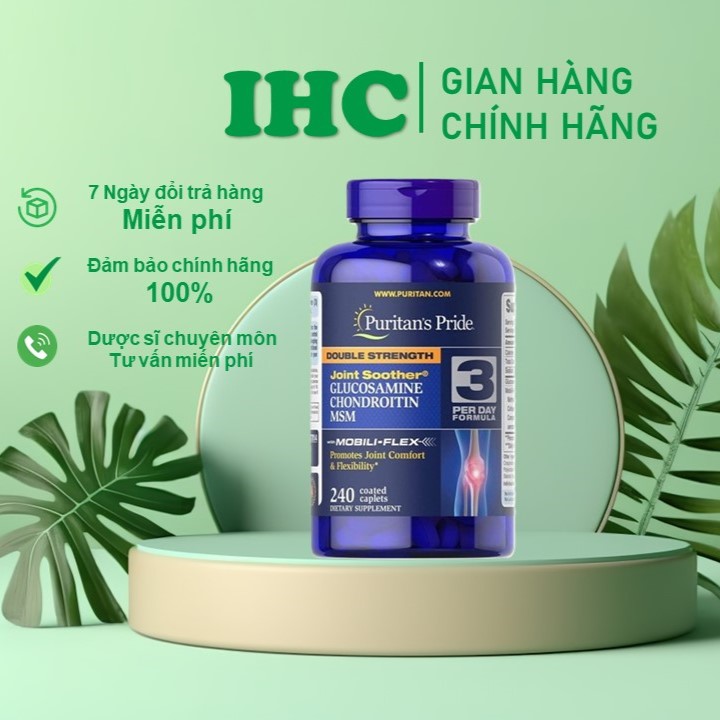 IHC
GIAN HÀNG
CHÍNH HÃNG
7 Ngày đổi trả hàng
Miễn phí
Đảm bảo chính hãng
100%
Dược sĩ chuyên môn
Tư vấn miễn phí
WWW.PURITAN.COM
Puritan's Pride
DOUBLE STRENGTH
Joint Soother®
GLUCOSAMINE
CHONDROITIN
MSM
3
PER DAY
FORMULA
with MOBILI-FLEX
Promotes Joint Comfort
& Flexibility*
240 coated
caplets
DIETARY SUPPLEMENT